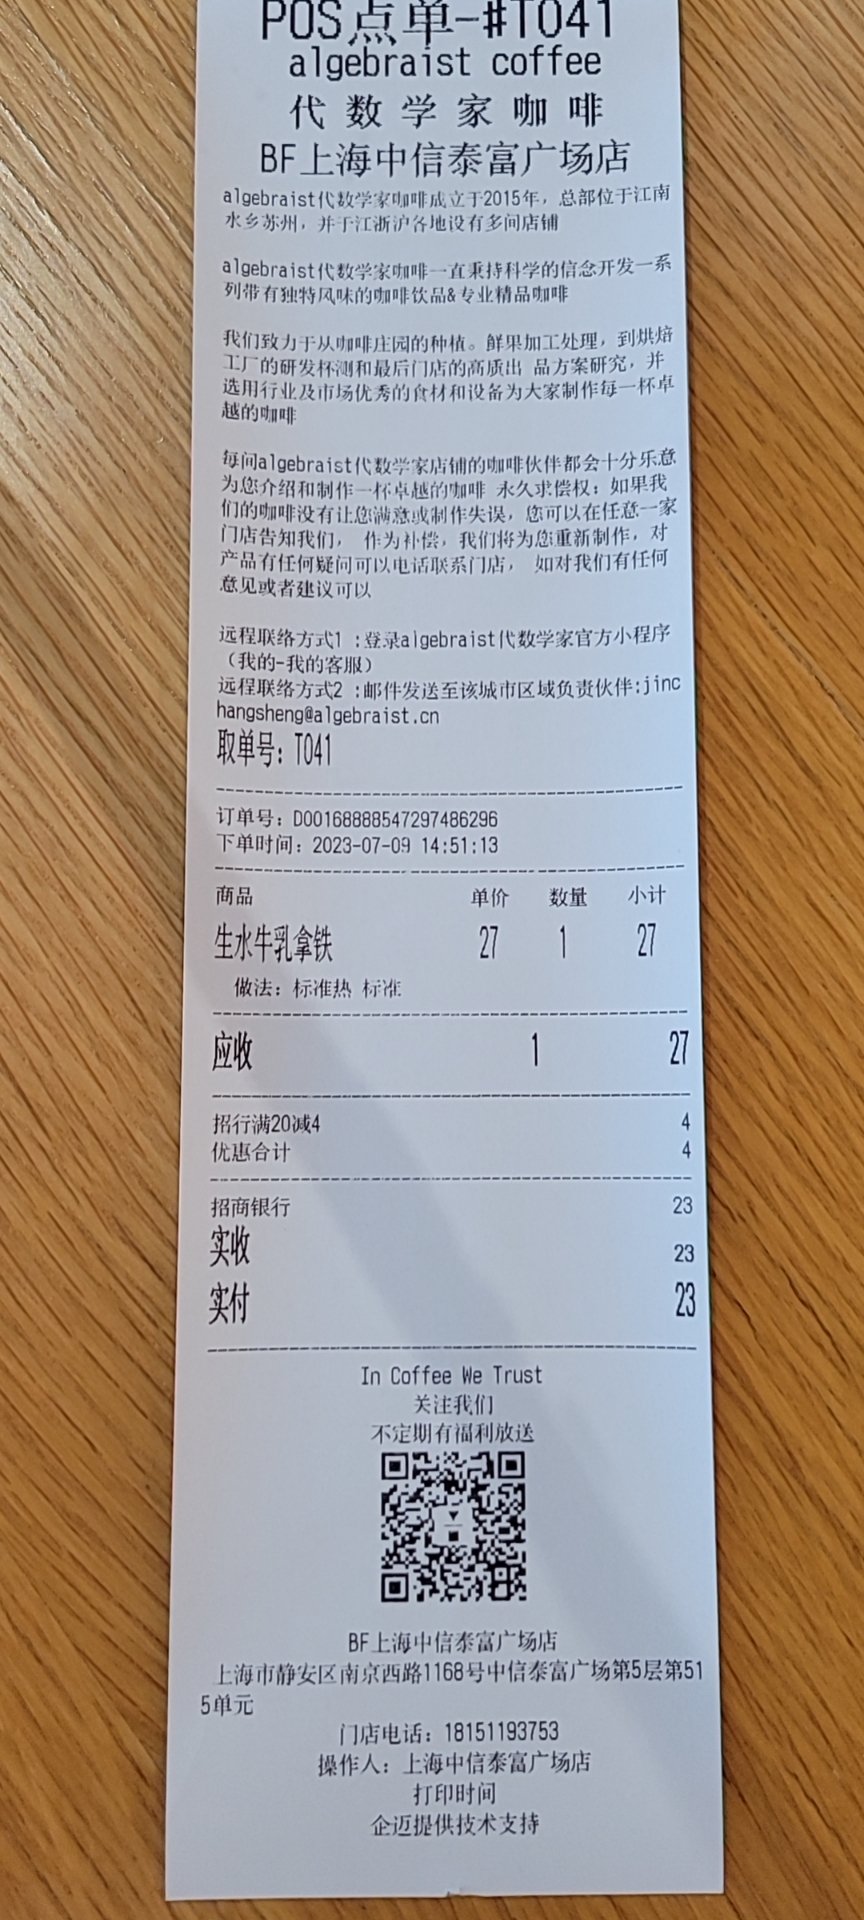 POS点单-#T041
algebraist coffee
代数学家咖啡
BF上海中信泰富广场店
algebraist代数学家咖啡成立于2015年，总部位于江南
水乡苏州，并于江浙沪各地设有多间店铺
algebraist代数学家咖啡一直秉持科学的信念开发一系
列带有独特风味的咖啡饮品&专业精品咖啡
我们致力于从咖啡庄园的种植。鲜果加工处理，到烘焙
工厂的研发杯测和最后门店的高质出 品方案研究，并
选用行业及市场优秀的食材和设备为大家制作每一杯卓
越的咖啡
每间algebraist代数学家店铺的咖啡伙伴都会十分乐意
为您介绍和制作一杯卓越的咖啡 永久求偿权：如果我
们的咖啡没有让您满意或制作失误，您可以在任意一家
门店告知我们， 作为补偿，我们将为您重新制作，对
产品有任何疑问可以电话联系门店， 如对我们有任何
意见或者建议可以
远程联络方式1 :登录algebraist代数学家官方小程序
（我的-我的客服）
远程联络方式2 :邮件发送至该城市区域负责伙伴:jinc
hangsheng@algebraist.cn
取单号：T041
订单号：D00168888547297486296
下单时间：2023-07-09 14:51:13
商品 单价 数量 小计
生水牛乳拿铁 27 1 27
做法：标准热 标准
应收 1 27
招行满20减4 4
优惠合计 4
招商银行 23
实收 23
实付 23
In Coffee We Trust
关注我们
不定期有福利放送
BF上海中信泰富广场店
上海市静安区南京西路1168号中信泰富广场第5层第51
5单元
门店电话：18151193753
操作人：上海中信泰富广场店
打印时间
企迈提供技术支持